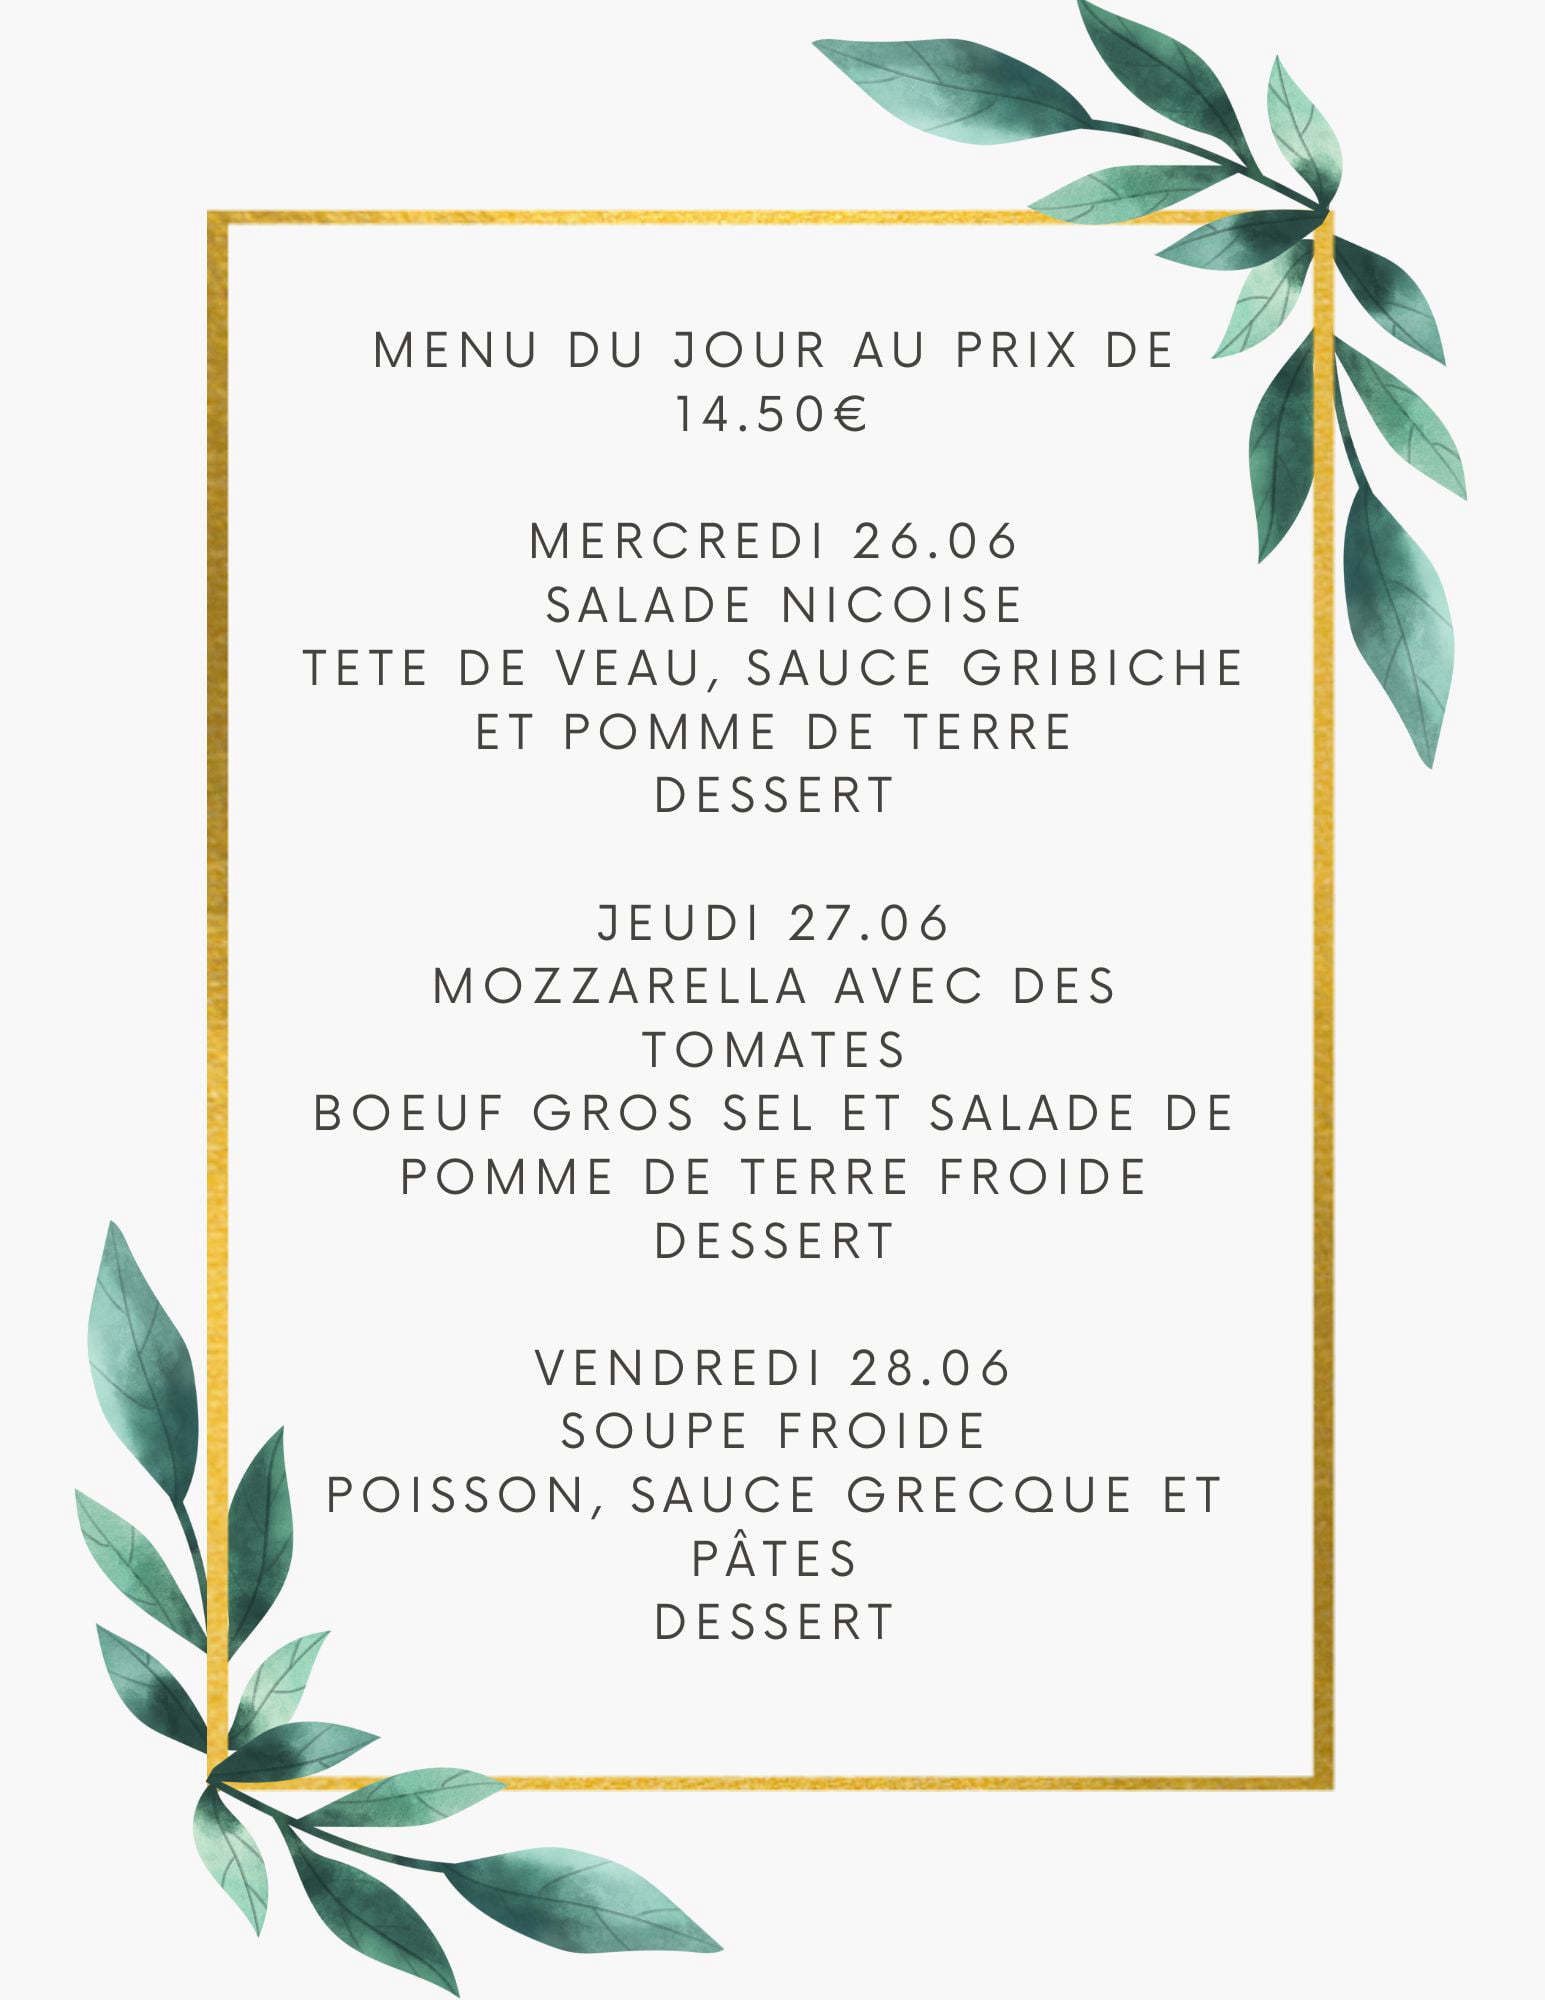 MENU DU JOUR AU PRIX DE
14.50€
MERCREDI 26.06
SALADE NICOISE
TETE DE VEAU, SAUCE GRIBICHE
ET POMME DE TERRE
DESSERT
JEUDI 27.06
MOZZARELLA AVEC DES
TOMATES
BOEUF GROS SEL ET SALADE DE
POMME DE TERRE FROIDE
DESSERT
VENDREDI 28.06
SOUPE FROIDE
POISSON, SAUCE GRECQUE ET
PÂTES
DESSERT